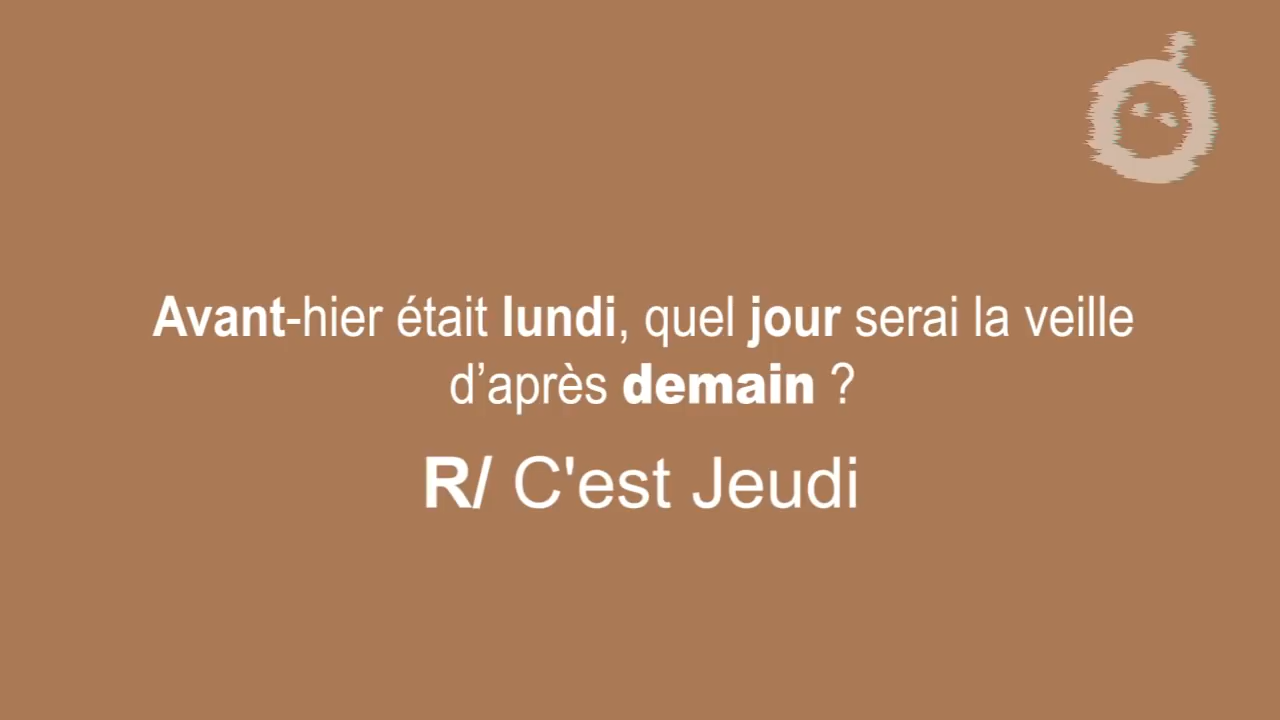 Avant-hier était lundi, quel jour serai la veille
d’après demain ?
R/ C'est Jeudi